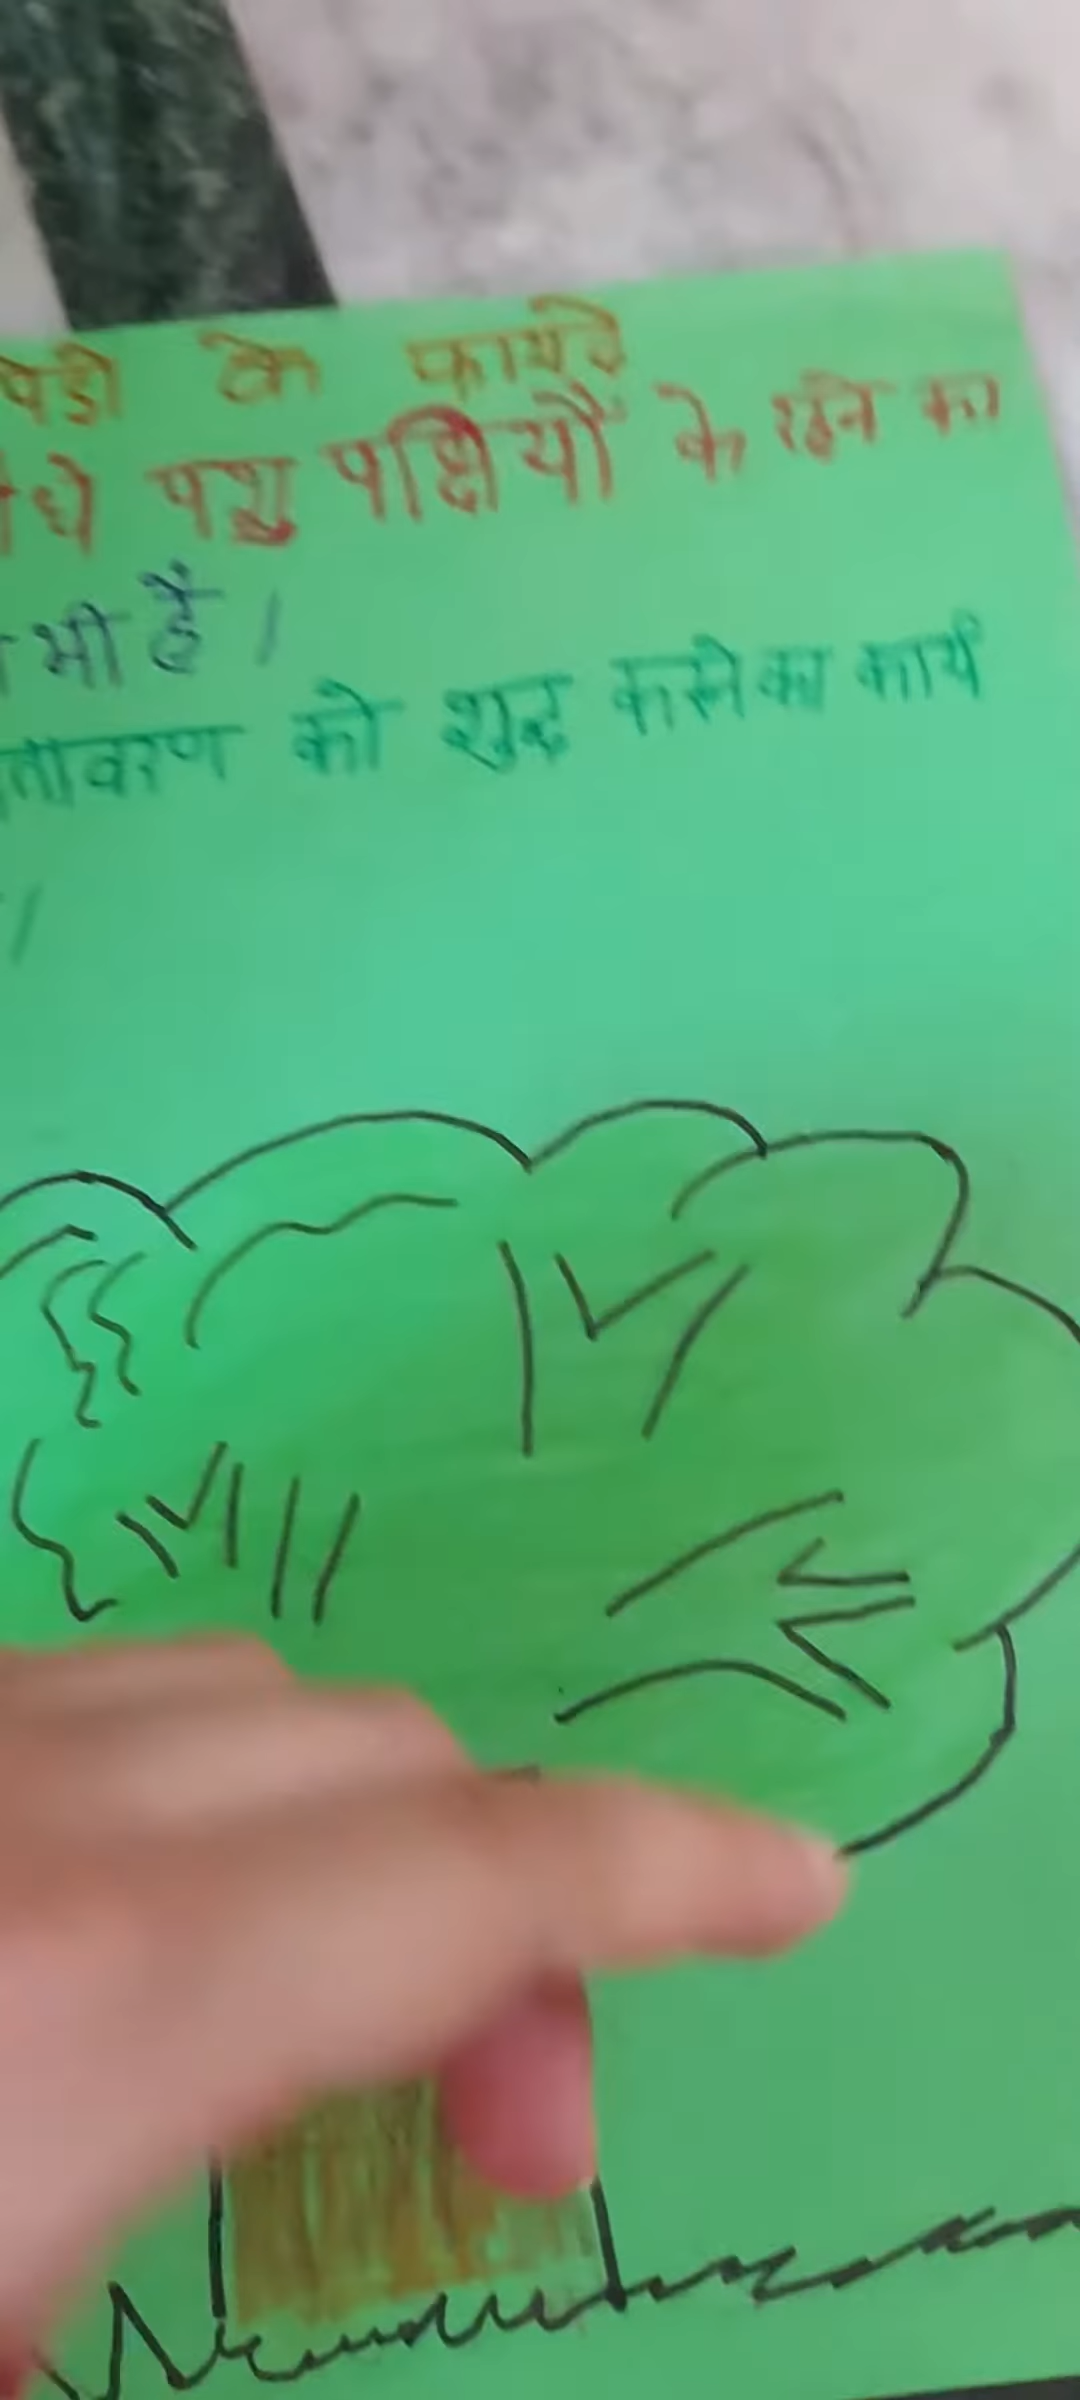 पेडो के फायदे
ौधे पशु पक्षियों के रहने का
भी है ।
तावरण को शुद्ध करने का कार्य
।